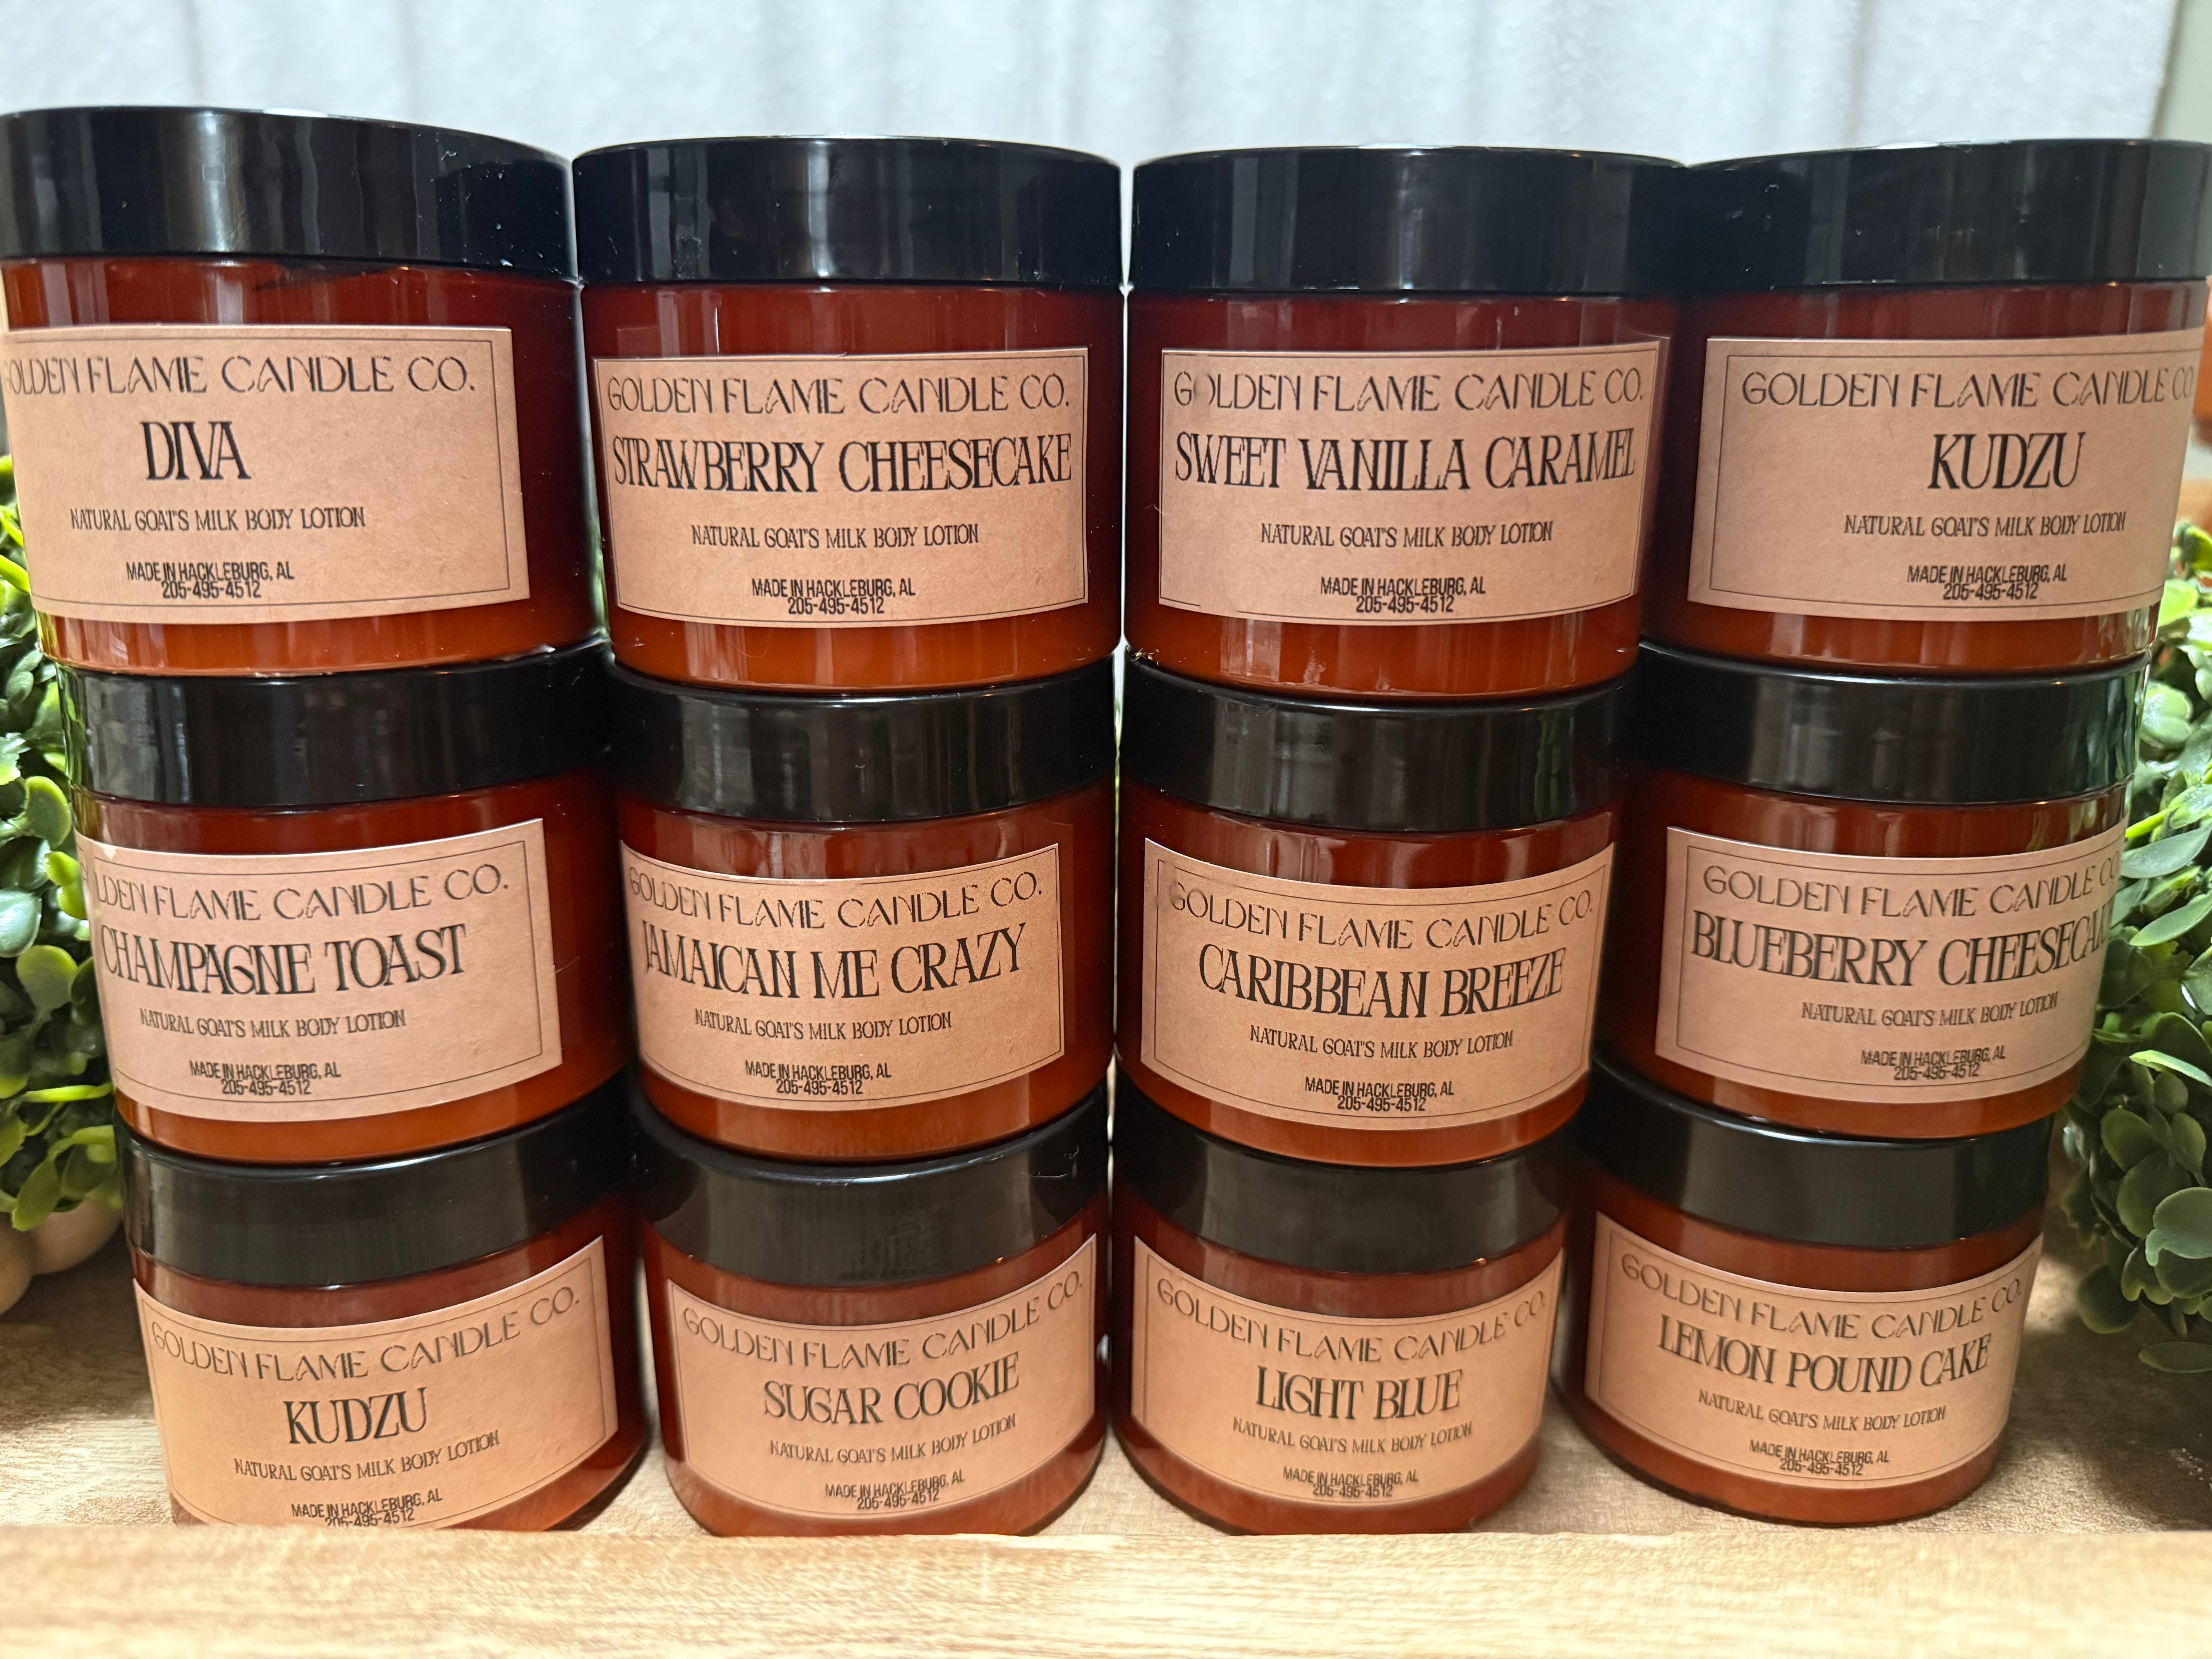 GOLDEN FLAME CANDLE CO.
DIVA
NATURAL GOAT'S MILK BODY LOTION
MADE IN HACKLEBURG, AL
205-495-4512
GOLDEN FLAME CANDLE CO.
STRAWBERRY CHEESECAKE
NATURAL GOAT'S MILK BODY LOTION
MADE IN HACKLEBURG, AL
205-495-4512
GOLDEN FLAME CANDLE CO.
SWEET VANILLA CARAMEL
NATURAL GOAT'S MILK BODY LOTION
MADE IN HACKLEBURG, AL
205-495-4512
GOLDEN FLAME CANDLE CO
KUDZU
NATURAL GOAT'S MILK BODY LOTION
MADE IN HACKLEBURG, AL
205-495-4512
LDEN FLAME CANDLE CO.
CHAMPAGNE TOAST
NATURAL GOAT'S MILK BODY LOTION
MADE IN HACKLEBURG, AL
205-495-4512
GOLDEN FLAME CANDLE CO.
JAMAICAN ME CRAZY
NATURAL GOAT'S MILK BODY LOTION
MADE IN HACKLEBURG, AL
205-495-4512
GOLDEN FLAME CANDLE CO.
CARIBBEAN BREEZE
NATURAL GOAT'S MILK BODY LOTION
MADE IN HACKLEBURG, AL
205-495-4512
GOLDEN FLAME CANDLE CO
BLUEBERRY CHEESECAKE
NATURAL GOAT'S MILK BODY LOTION
MADE IN HACKLEBURG, AL
205-495-4512
GOLDEN FLAME CANDLE CO.
KUDZU
NATURAL GOAT'S MILK BODY LOTION
MADE IN HACKLEBURG, AL
205-495-4512
GOLDEN FLAME CANDLE CO.
SUGAR COOKIE
NATURAL GOAT'S MILK BODY LOTION
MADE IN HACKLEBURG, AL
205-495-4512
GOLDEN FLAME CANDLE CO.
LIGHT BLUE
NATURAL GOAT'S MILK BODY LOTION
MADE IN HACKLEBURG, AL
205-495-4512
GOLDEN FLAME CANDLE CO.
LEMON POUND CAKE
NATURAL GOAT'S MILK BODY LOTION
MADE IN HACKLEBURG, AL
205-495-4512